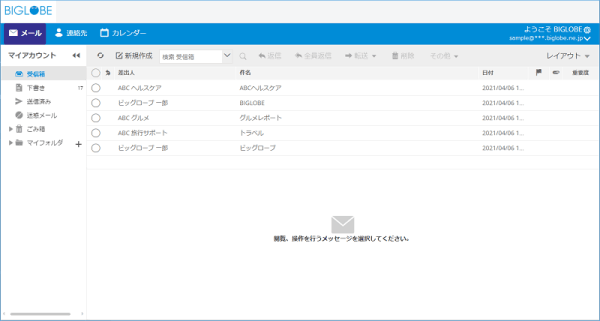 BIGLOBE
メール 連絡先 カレンダー ようこそ BIGLOBE
sample@***.biglobe.ne.jp
マイアカウント 新規作成 検索 受信箱 返信 全員返信 転送 削除 その他 レイアウト
受信箱 差出人 件名 日付 重要度
下書き 17 ABC ヘルスケア ABCヘルスケア 2021/04/06 1...
送信済み ビッグローブ 一郎 BIGLOBE 2021/04/06 1...
迷惑メール ABC グルメ グルメレポート 2021/04/06 1...
ごみ箱 ABC 旅行サポート トラベル 2021/04/06 1...
マイフォルダ ビッグローブ 一郎 ビッグローブ 2021/04/06 1...
閲覧、操作を行うメッセージを選択してください。